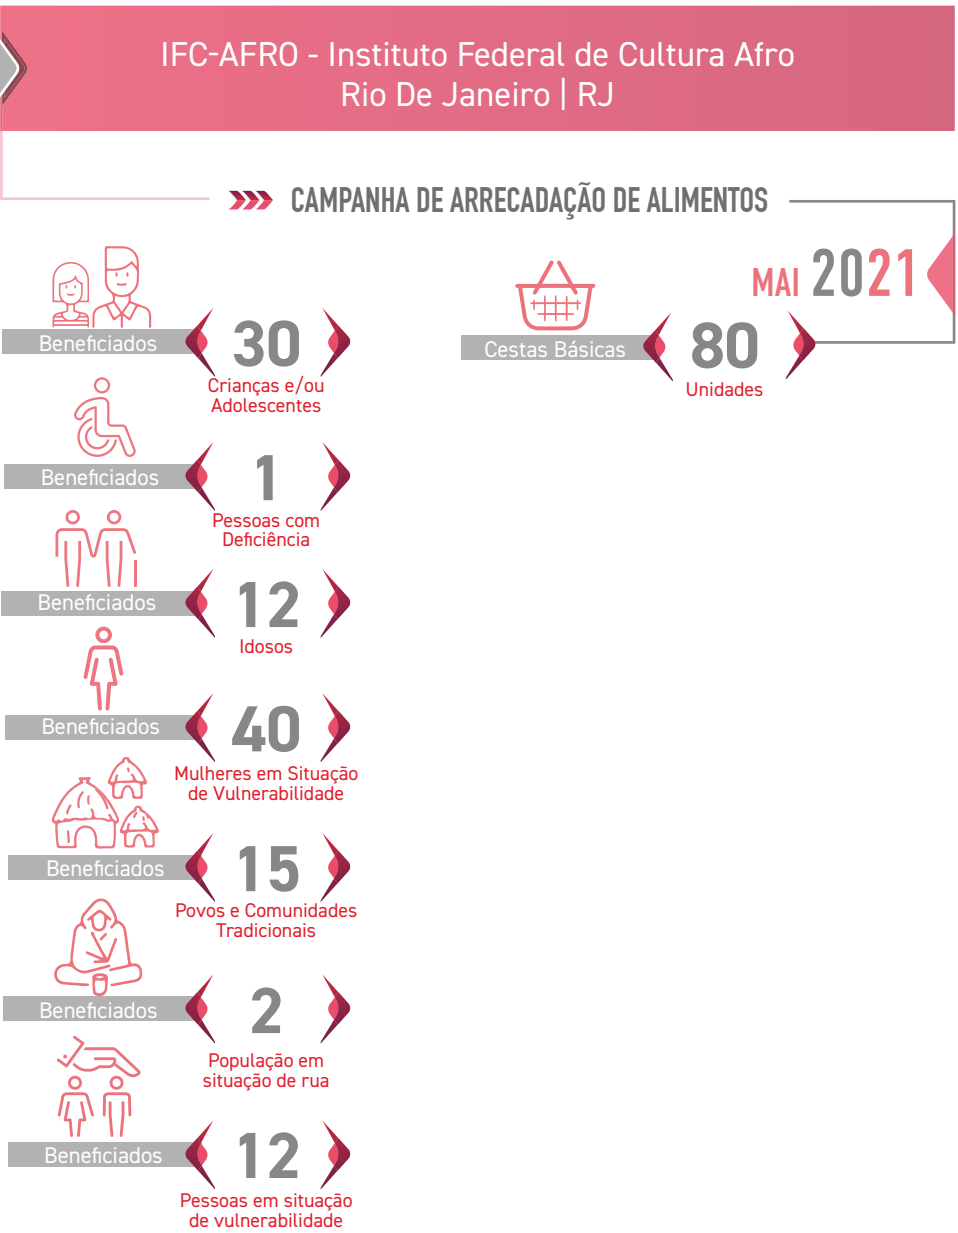 IFC-AFRO - Instituto Federal de Cultura Afro
Rio De Janeiro | RJ
CAMPANHA DE ARRECADAÇÃO DE ALIMENTOS
MAI 2021
Beneficiados
30
Crianças e/ou
Adolescentes
Cestas Básicas
80
Unidades
Beneficiados
1
Pessoas com
Deficiência
Beneficiados
12
Idosos
Beneficiados
40
Mulheres em Situação
de Vulnerabilidade
Beneficiados
15
Povos e Comunidades
Tradicionais
Beneficiados
2
População em
situação de rua
Beneficiados
12
Pessoas em situação
de vulnerabilidade